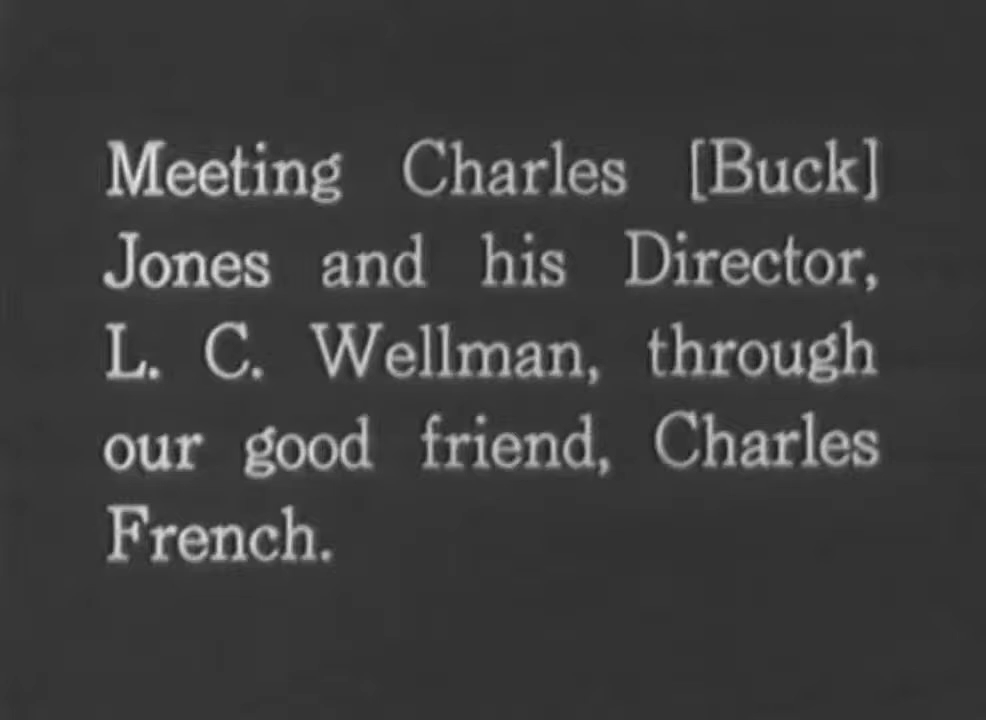 Meeting Charles [Buck]
Jones and his Director,
L. C. Wellman, through
our good friend, Charles
French.